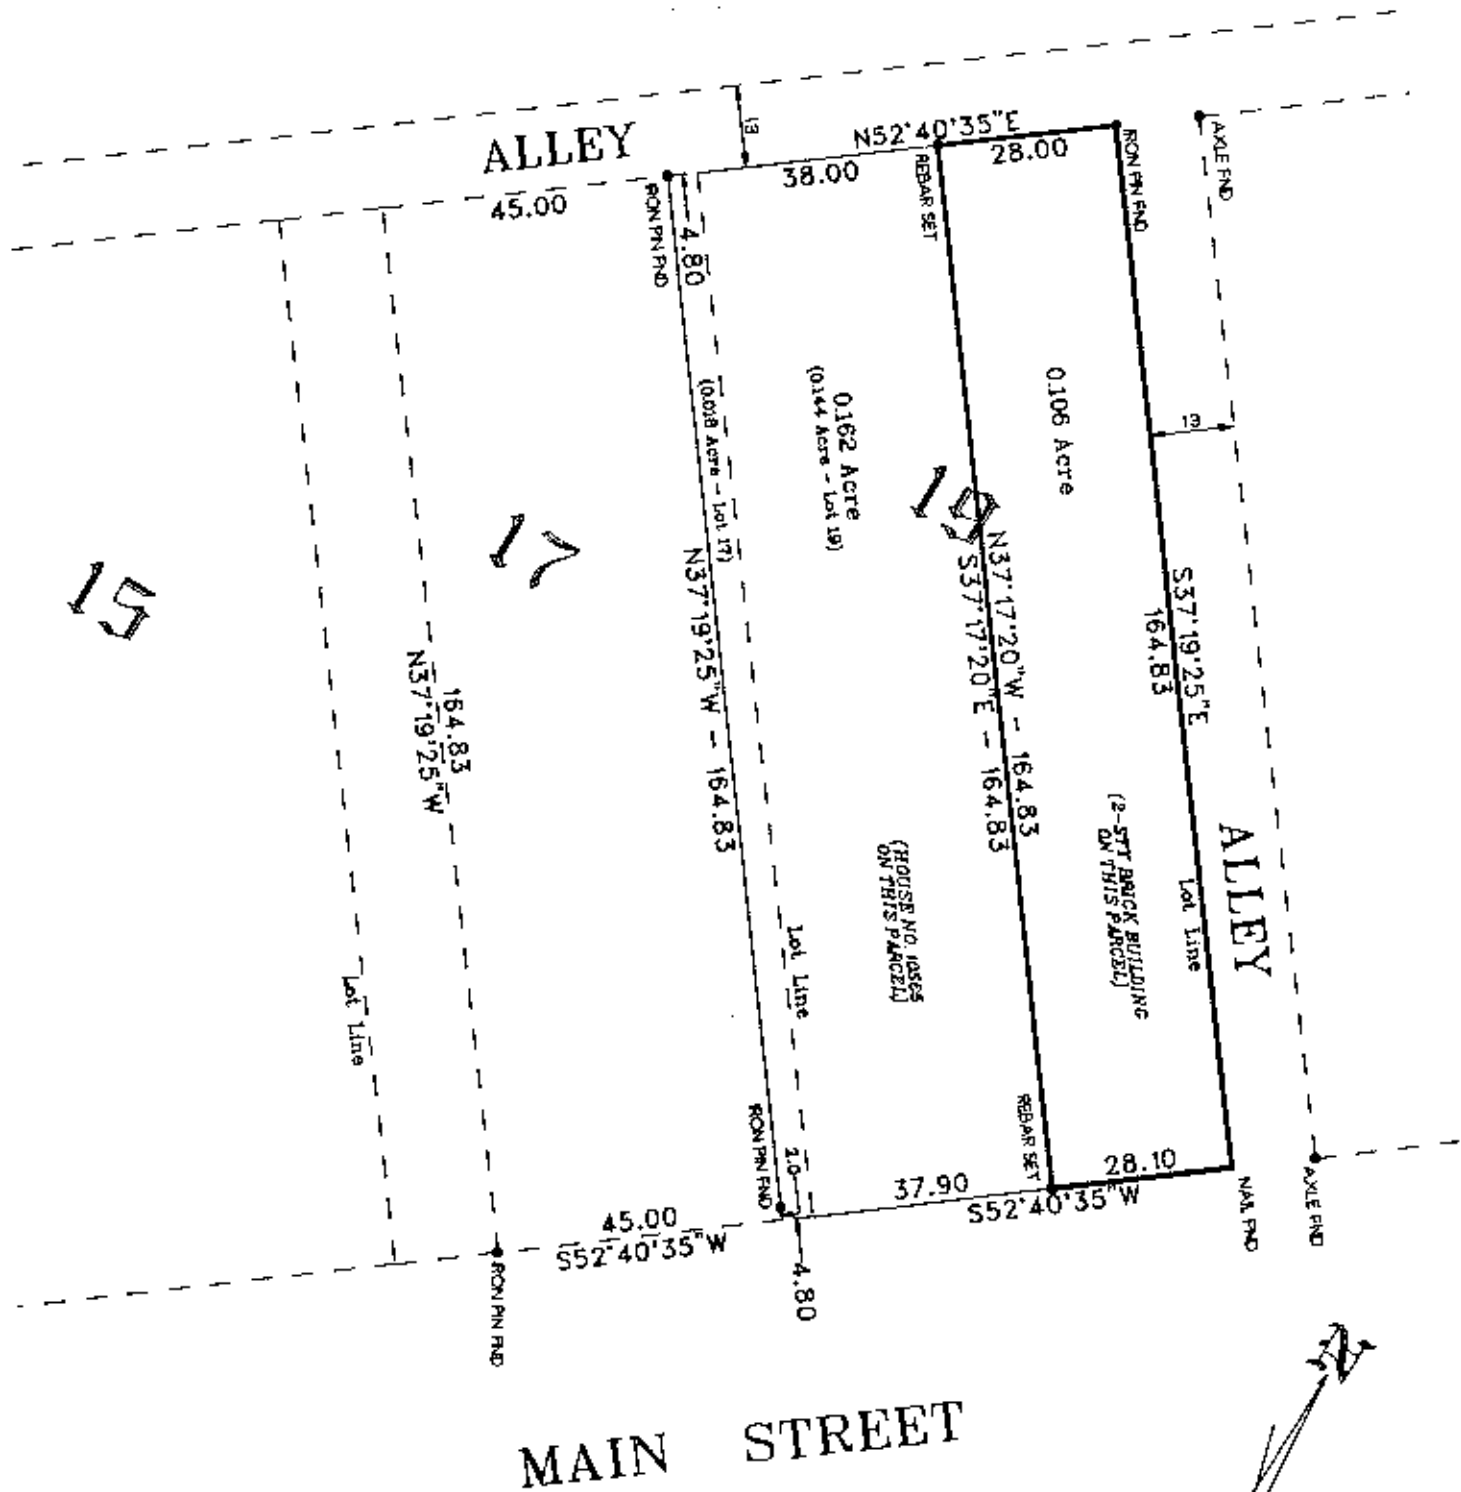 ALLEY
13
N52°40'35"E
28.00
38.00
45.00
4.80
IRON PIN FND
REBAR SET
IRON PIN FND
AXLE FND
0.162 Acre
(0.144 Acre - Lot 19)
(0.018 Acre - Lot 17)
0.106 Acre
13
19
17
15
N37°17'20"W - 164.83
S37°17'20"E - 164.83
S37°19'25"E
164.83
N37°19'25"W - 164.83
164.83
N37°19'25"W
(2-STY BRICK BUILDING
ON THIS PARCEL)
(HOUSE NO. 10565
ON THIS PARCEL)
ALLEY
Lot Line
Lot Line
Lot Line
IRON PIN FND
2.0
REBAR SET
37.90
28.10
S52°40'35"W
NAIL FND
AXLE FND
45.00
S52°40'35"W
4.80
IRON PIN FND
N
MAIN STREET